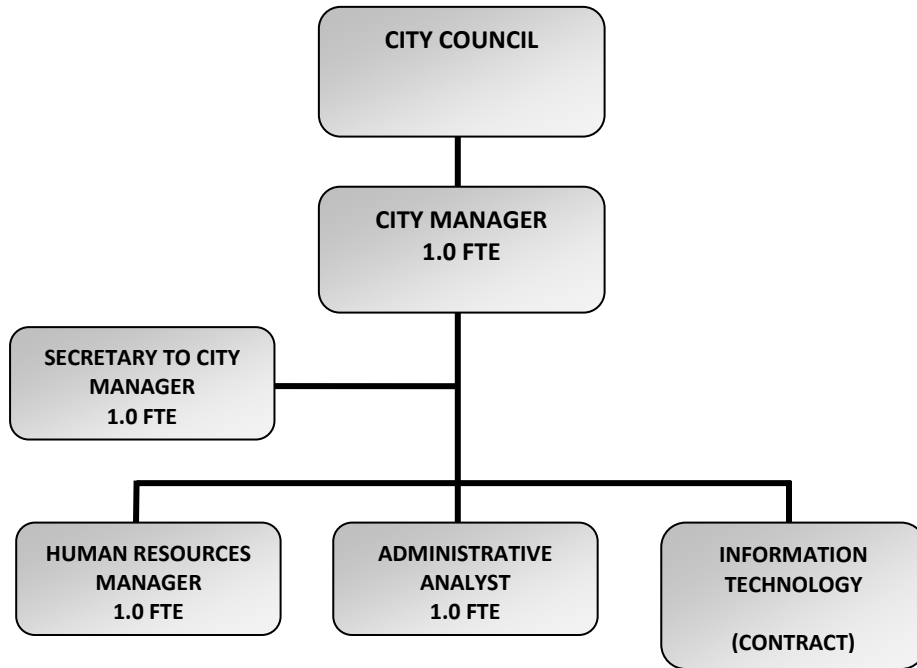 CITY COUNCIL
CITY MANAGER
1.0 FTE
SECRETARY TO CITY
MANAGER
1.0 FTE
HUMAN RESOURCES
MANAGER
1.0 FTE
ADMINISTRATIVE
ANALYST
1.0 FTE
INFORMATION
TECHNOLOGY
(CONTRACT)